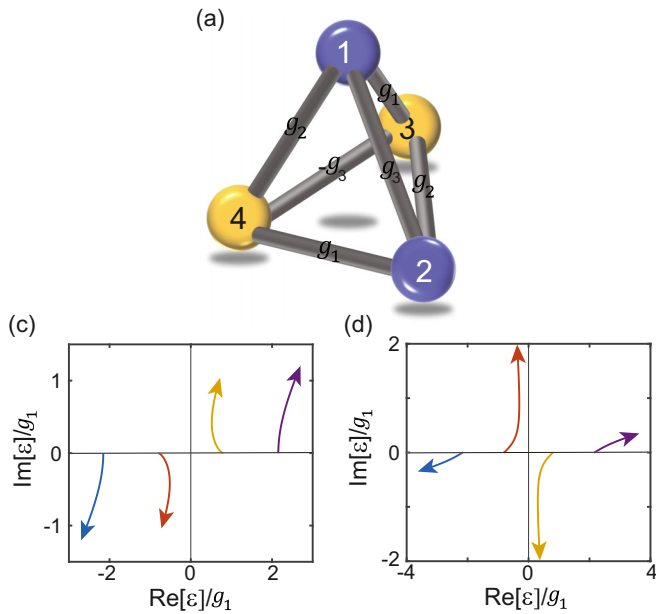 (a)
1
g₁
3
g₂
-g₃
g₃
g₂
4
g₁
2
(c)
(d)
Im[ε]/g₁
1
0
-1
-2
0
2
Re[ε]/g₁
Im[ε]/g₁
2
0
-2
-4
0
4
Re[ε]/g₁